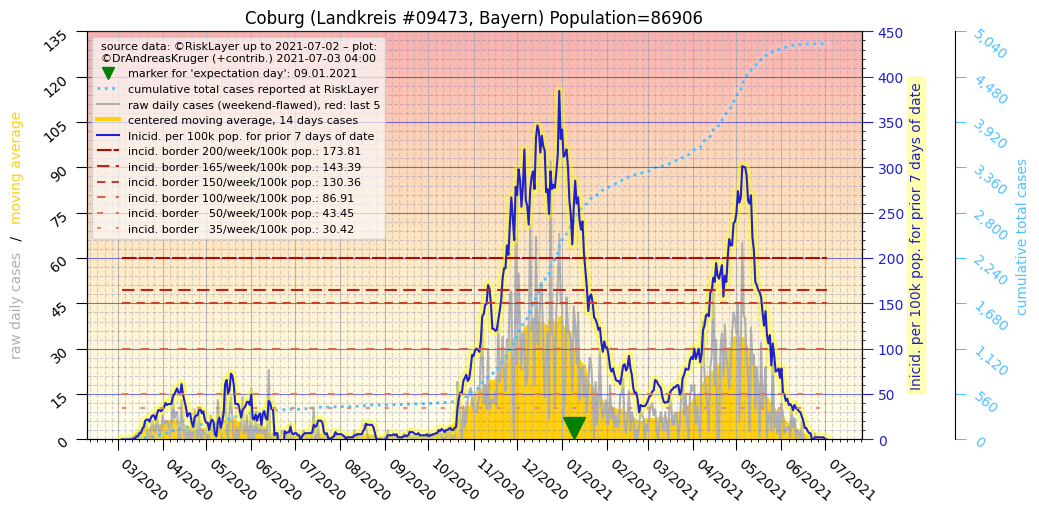 Coburg (Landkreis #09473, Bayern) Population=86906
source data: ©RiskLayer up to 2021-07-02 – plot:
©DrAndreasKruger (+contrib.) 2021-07-03 04:00
marker for 'expectation day': 09.01.2021
cumulative total cases reported at RiskLayer
raw daily cases (weekend-flawed), red: last 5
centered moving average, 14 days cases
Inicid. per 100k pop. for prior 7 days of date
incid. border 200/week/100k pop.: 173.81
incid. border 165/week/100k pop.: 143.39
incid. border 150/week/100k pop.: 130.36
incid. border 100/week/100k pop.: 86.91
incid. border   50/week/100k pop.: 43.45
incid. border   35/week/100k pop.: 30.42
raw daily cases / moving average
135
120
105
90
75
60
45
30
15
0
03/2020
04/2020
05/2020
06/2020
07/2020
08/2020
09/2020
10/2020
11/2020
12/2020
01/2021
02/2021
03/2021
04/2021
05/2021
06/2021
07/2021
450
400
350
300
250
200
150
100
50
0
Inicid. per 100k pop. for prior 7 days of date
5,040
4,480
3,920
3,360
2,800
2,240
1,680
1,120
560
0
cumulative total cases